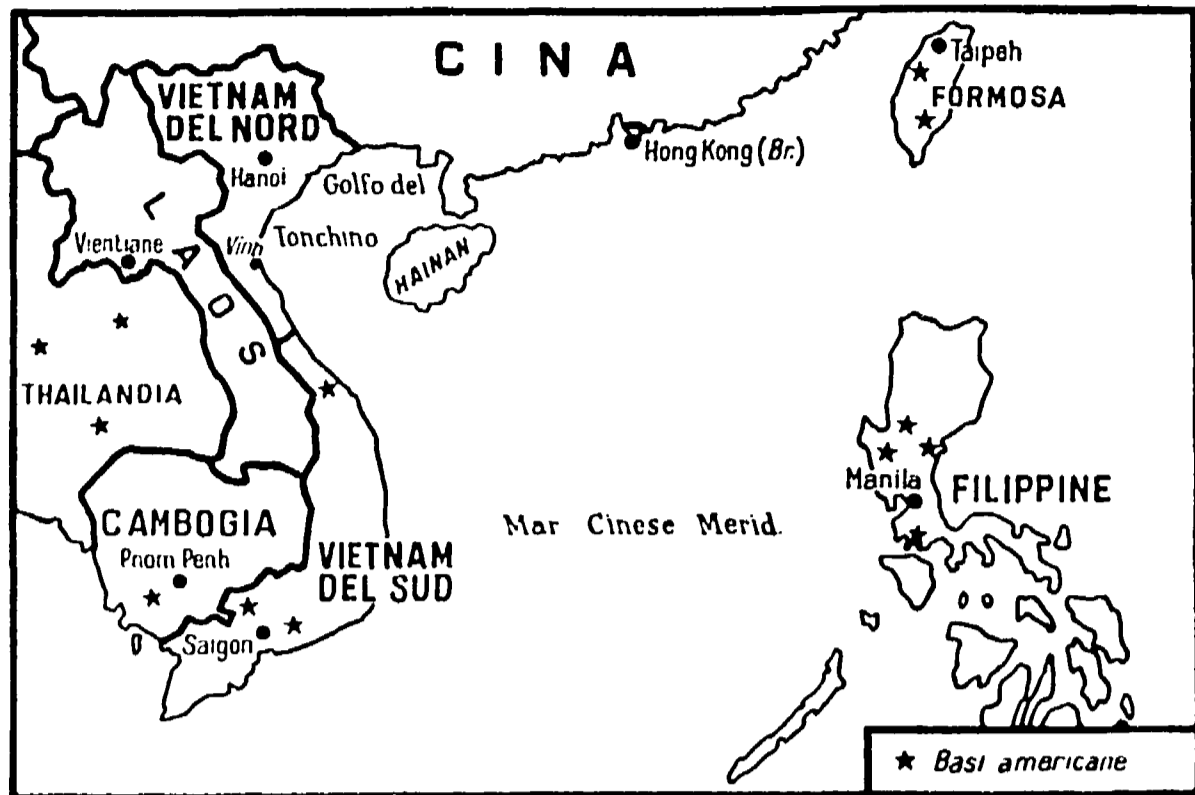 CINA
Taipeh
FORMOSA
VIETNAM
DEL NORD
Hanoi
Hong Kong (Br.)
Golfo del
Tonchino
HAINAN
LAOS
Vientiane
Vinh
THAILANDIA
Manila
FILIPPINE
CAMBOGIA
Pnom Penh
Mar Cinese Merid.
VIETNAM
DEL SUD
Saigon
Basi americane